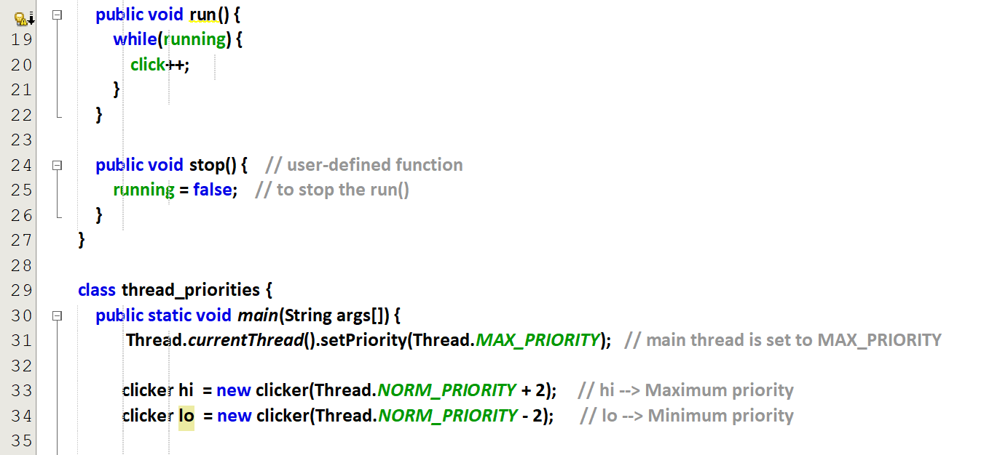 public void run() {
19 while(running) {
20 click++;
21 }
22 }
23
24 public void stop() { // user-defined function
25 running = false; // to stop the run()
26 }
27 }
28
29 class thread_priorities {
30 public static void main(String args[]) {
31 Thread.currentThread().setPriority(Thread.MAX_PRIORITY); // main thread is set to MAX_PRIORITY
32
33 clicker hi = new clicker(Thread.NORM_PRIORITY + 2); // hi --> Maximum priority
34 clicker lo = new clicker(Thread.NORM_PRIORITY - 2); // lo --> Minimum priority
35